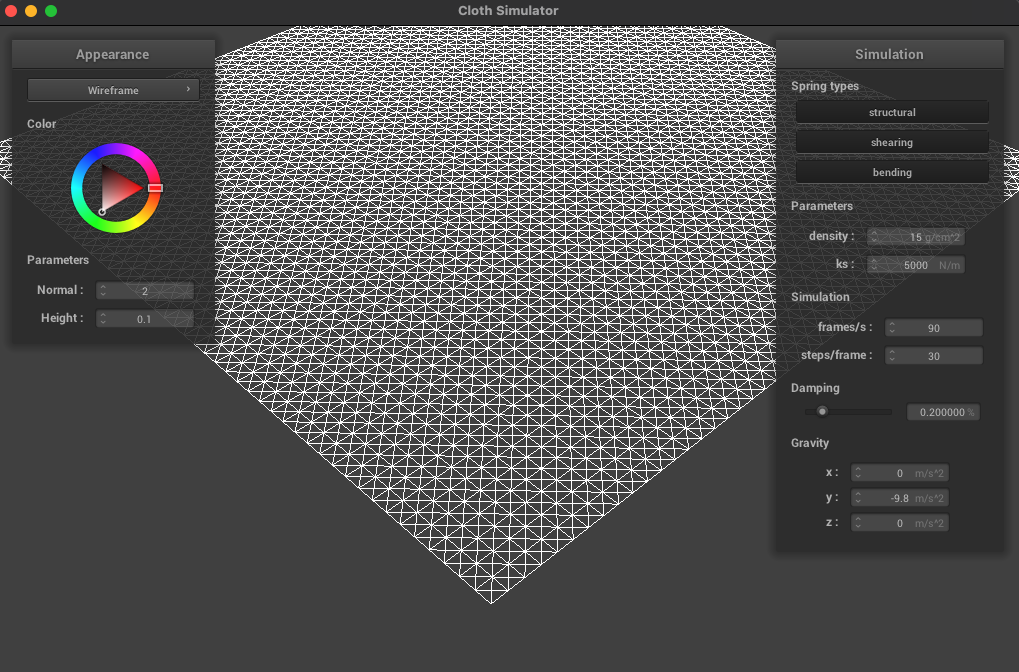 Cloth Simulator
Appearance
Wireframe
Color
Parameters
Normal : 2
Height : 0.1
Simulation
Spring types
structural
shearing
bending
Parameters
density : 15 g/cm^2
ks : 5000 N/m
Simulation
frames/s : 90
steps/frame : 30
Damping
0.200000 %
Gravity
x : 0 m/s^2
y : -9.8 m/s^2
z : 0 m/s^2